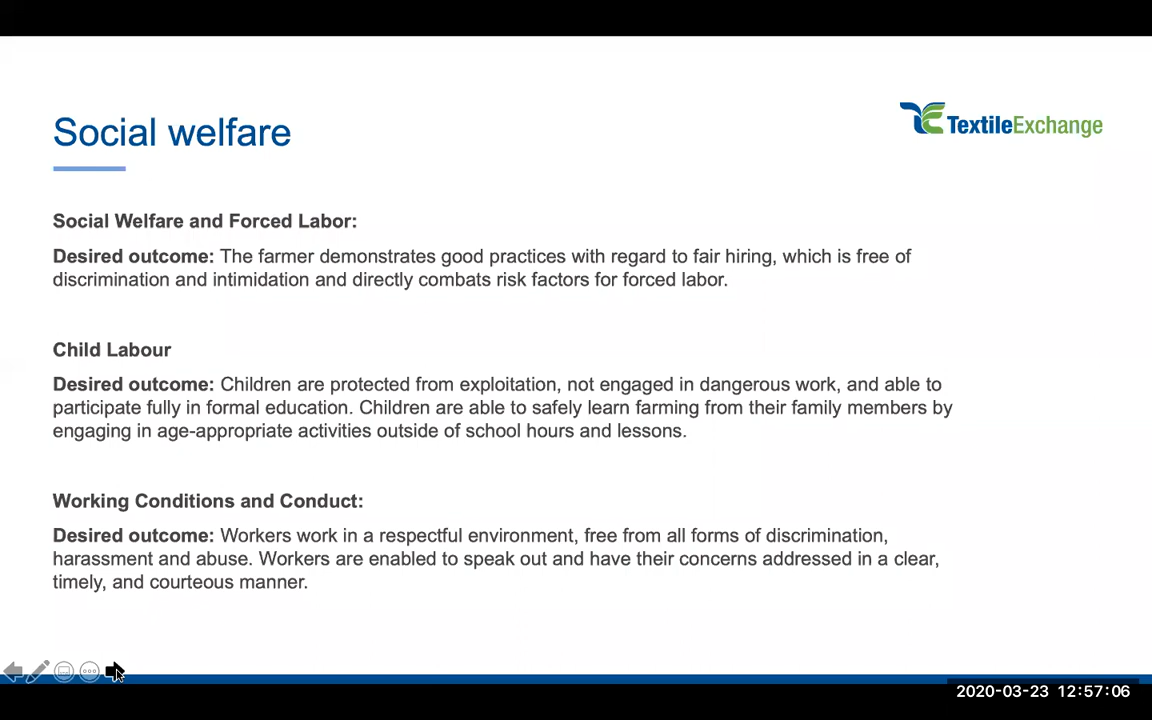 Social welfare
TextileExchange
Social Welfare and Forced Labor:
Desired outcome: The farmer demonstrates good practices with regard to fair hiring, which is free of
discrimination and intimidation and directly combats risk factors for forced labor.
Child Labour
Desired outcome: Children are protected from exploitation, not engaged in dangerous work, and able to
participate fully in formal education. Children are able to safely learn farming from their family members by
engaging in age-appropriate activities outside of school hours and lessons.
Working Conditions and Conduct:
Desired outcome: Workers work in a respectful environment, free from all forms of discrimination,
harassment and abuse. Workers are enabled to speak out and have their concerns addressed in a clear,
timely, and courteous manner.
2020-03-23 12:57:06